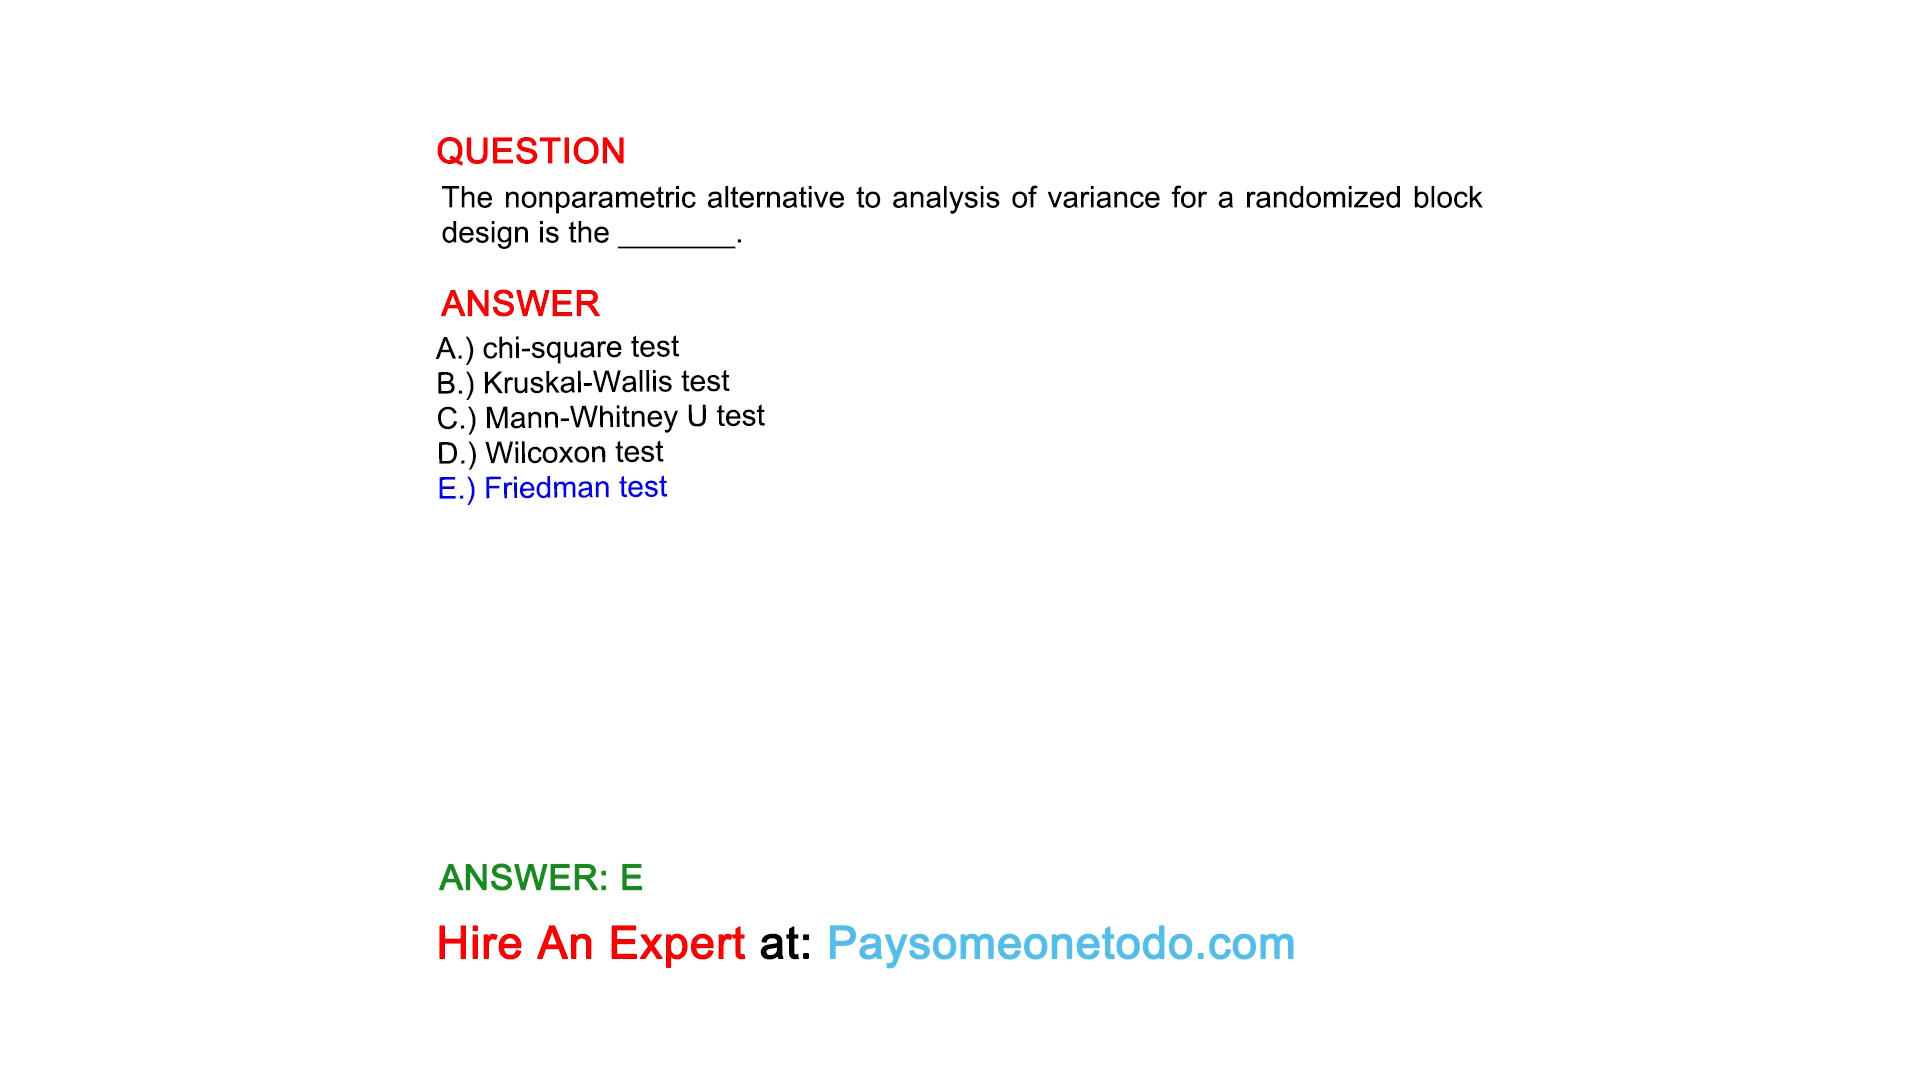 QUESTION
The nonparametric alternative to analysis of variance for a randomized block
design is the _______.
ANSWER
A.) chi-square test
B.) Kruskal-Wallis test
C.) Mann-Whitney U test
D.) Wilcoxon test
E.) Friedman test
ANSWER: E
Hire An Expert at: Paysomeonetodo.com